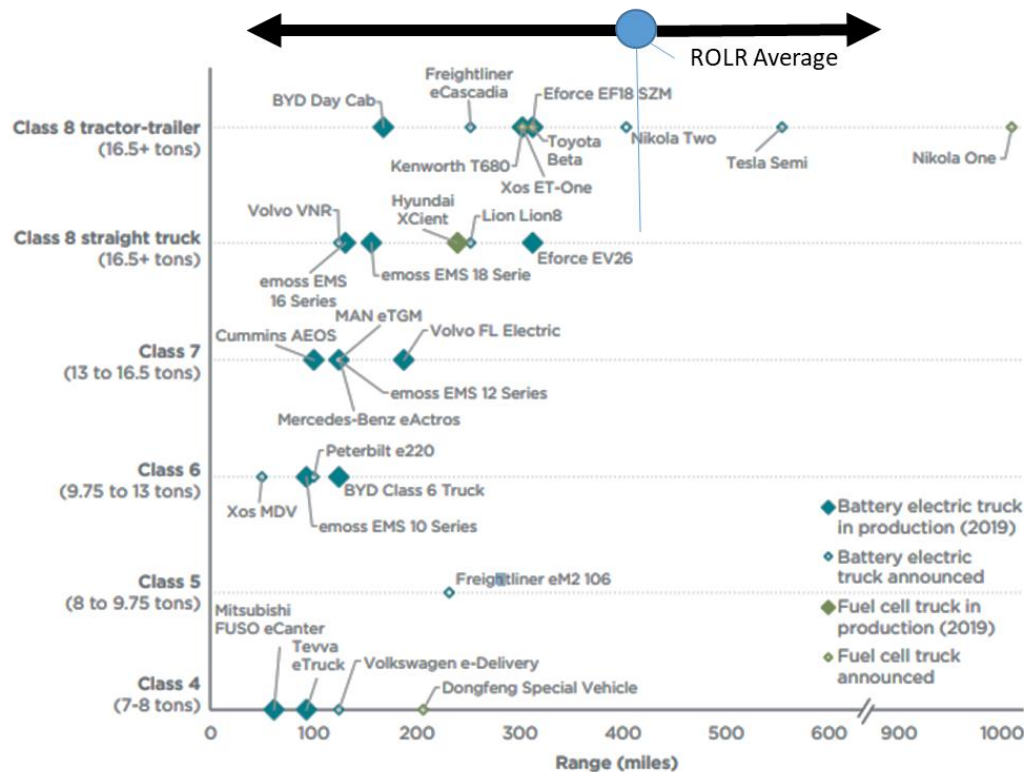 ROLR Average
Freightliner
eCascadia
BYD Day Cab
Eforce EF18 SZM
Class 8 tractor-trailer
(16.5+ tons)
Nikola Two
Toyota
Beta
Kenworth T680
Tesla Semi
Nikola One
Xos ET-One
Hyundai
XCient
Volvo VNR
Lion Lion8
Class 8 straight truck
(16.5+ tons)
Eforce EV26
emoss EMS
16 Series
emoss EMS 18 Serie
MAN eTGM
Cummins AEOS
Volvo FL Electric
Class 7
(13 to 16.5 tons)
emoss EMS 12 Series
Mercedes-Benz eActros
Peterbilt e220
Class 6
(9.75 to 13 tons)
BYD Class 6 Truck
Xos MDV
emoss EMS 10 Series
Battery electric truck
in production (2019)
Battery electric
truck announced
Fuel cell truck in
production (2019)
Fuel cell truck
announced
Class 5
(8 to 9.75 tons)
Freightliner eM2 106
Mitsubishi
FUSO eCanter
Tevva
eTruck
Volkswagen e-Delivery
Class 4
(7-8 tons)
Dongfeng Special Vehicle
0 100 200 300 400 500 600 900 1000
Range (miles)